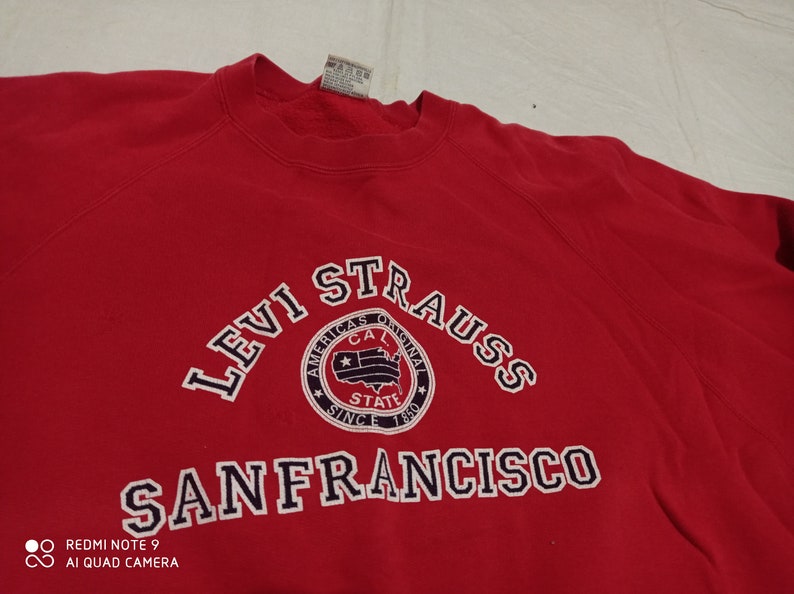 LEVI STRAUSS
AMERICAS ORIGINAL
CAL
STATE
SINCE 1850
SANFRANCISCO
REDMI NOTE 9
AI QUAD CAMERA